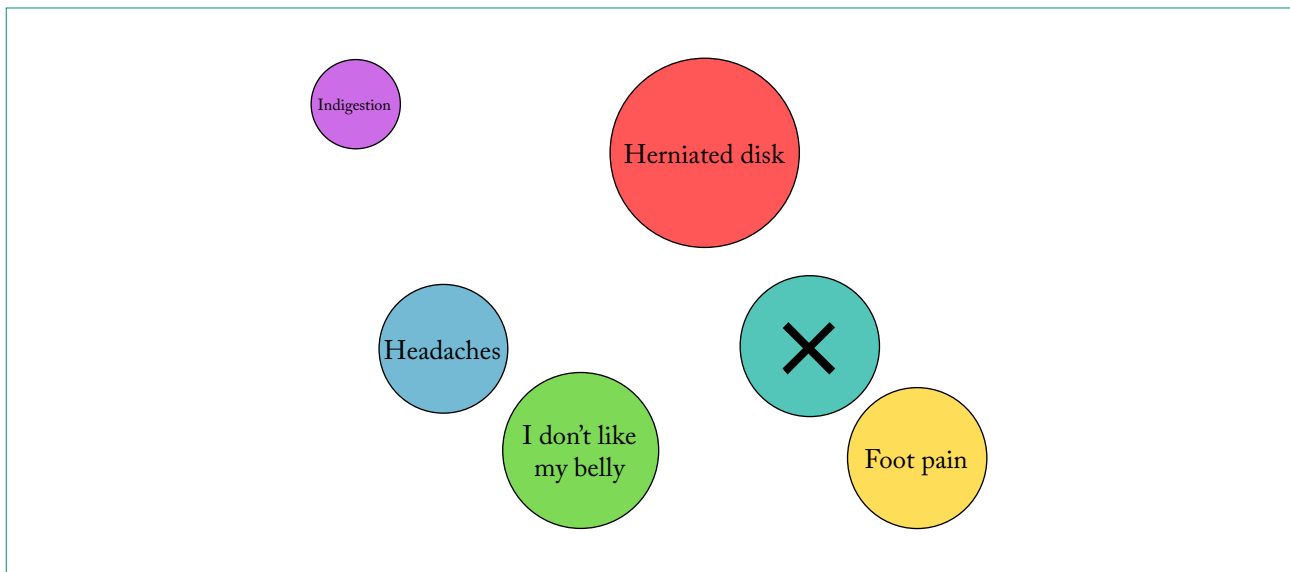 Indigestion
Herniated disk
Headaches
I don’t like
my belly
Foot pain